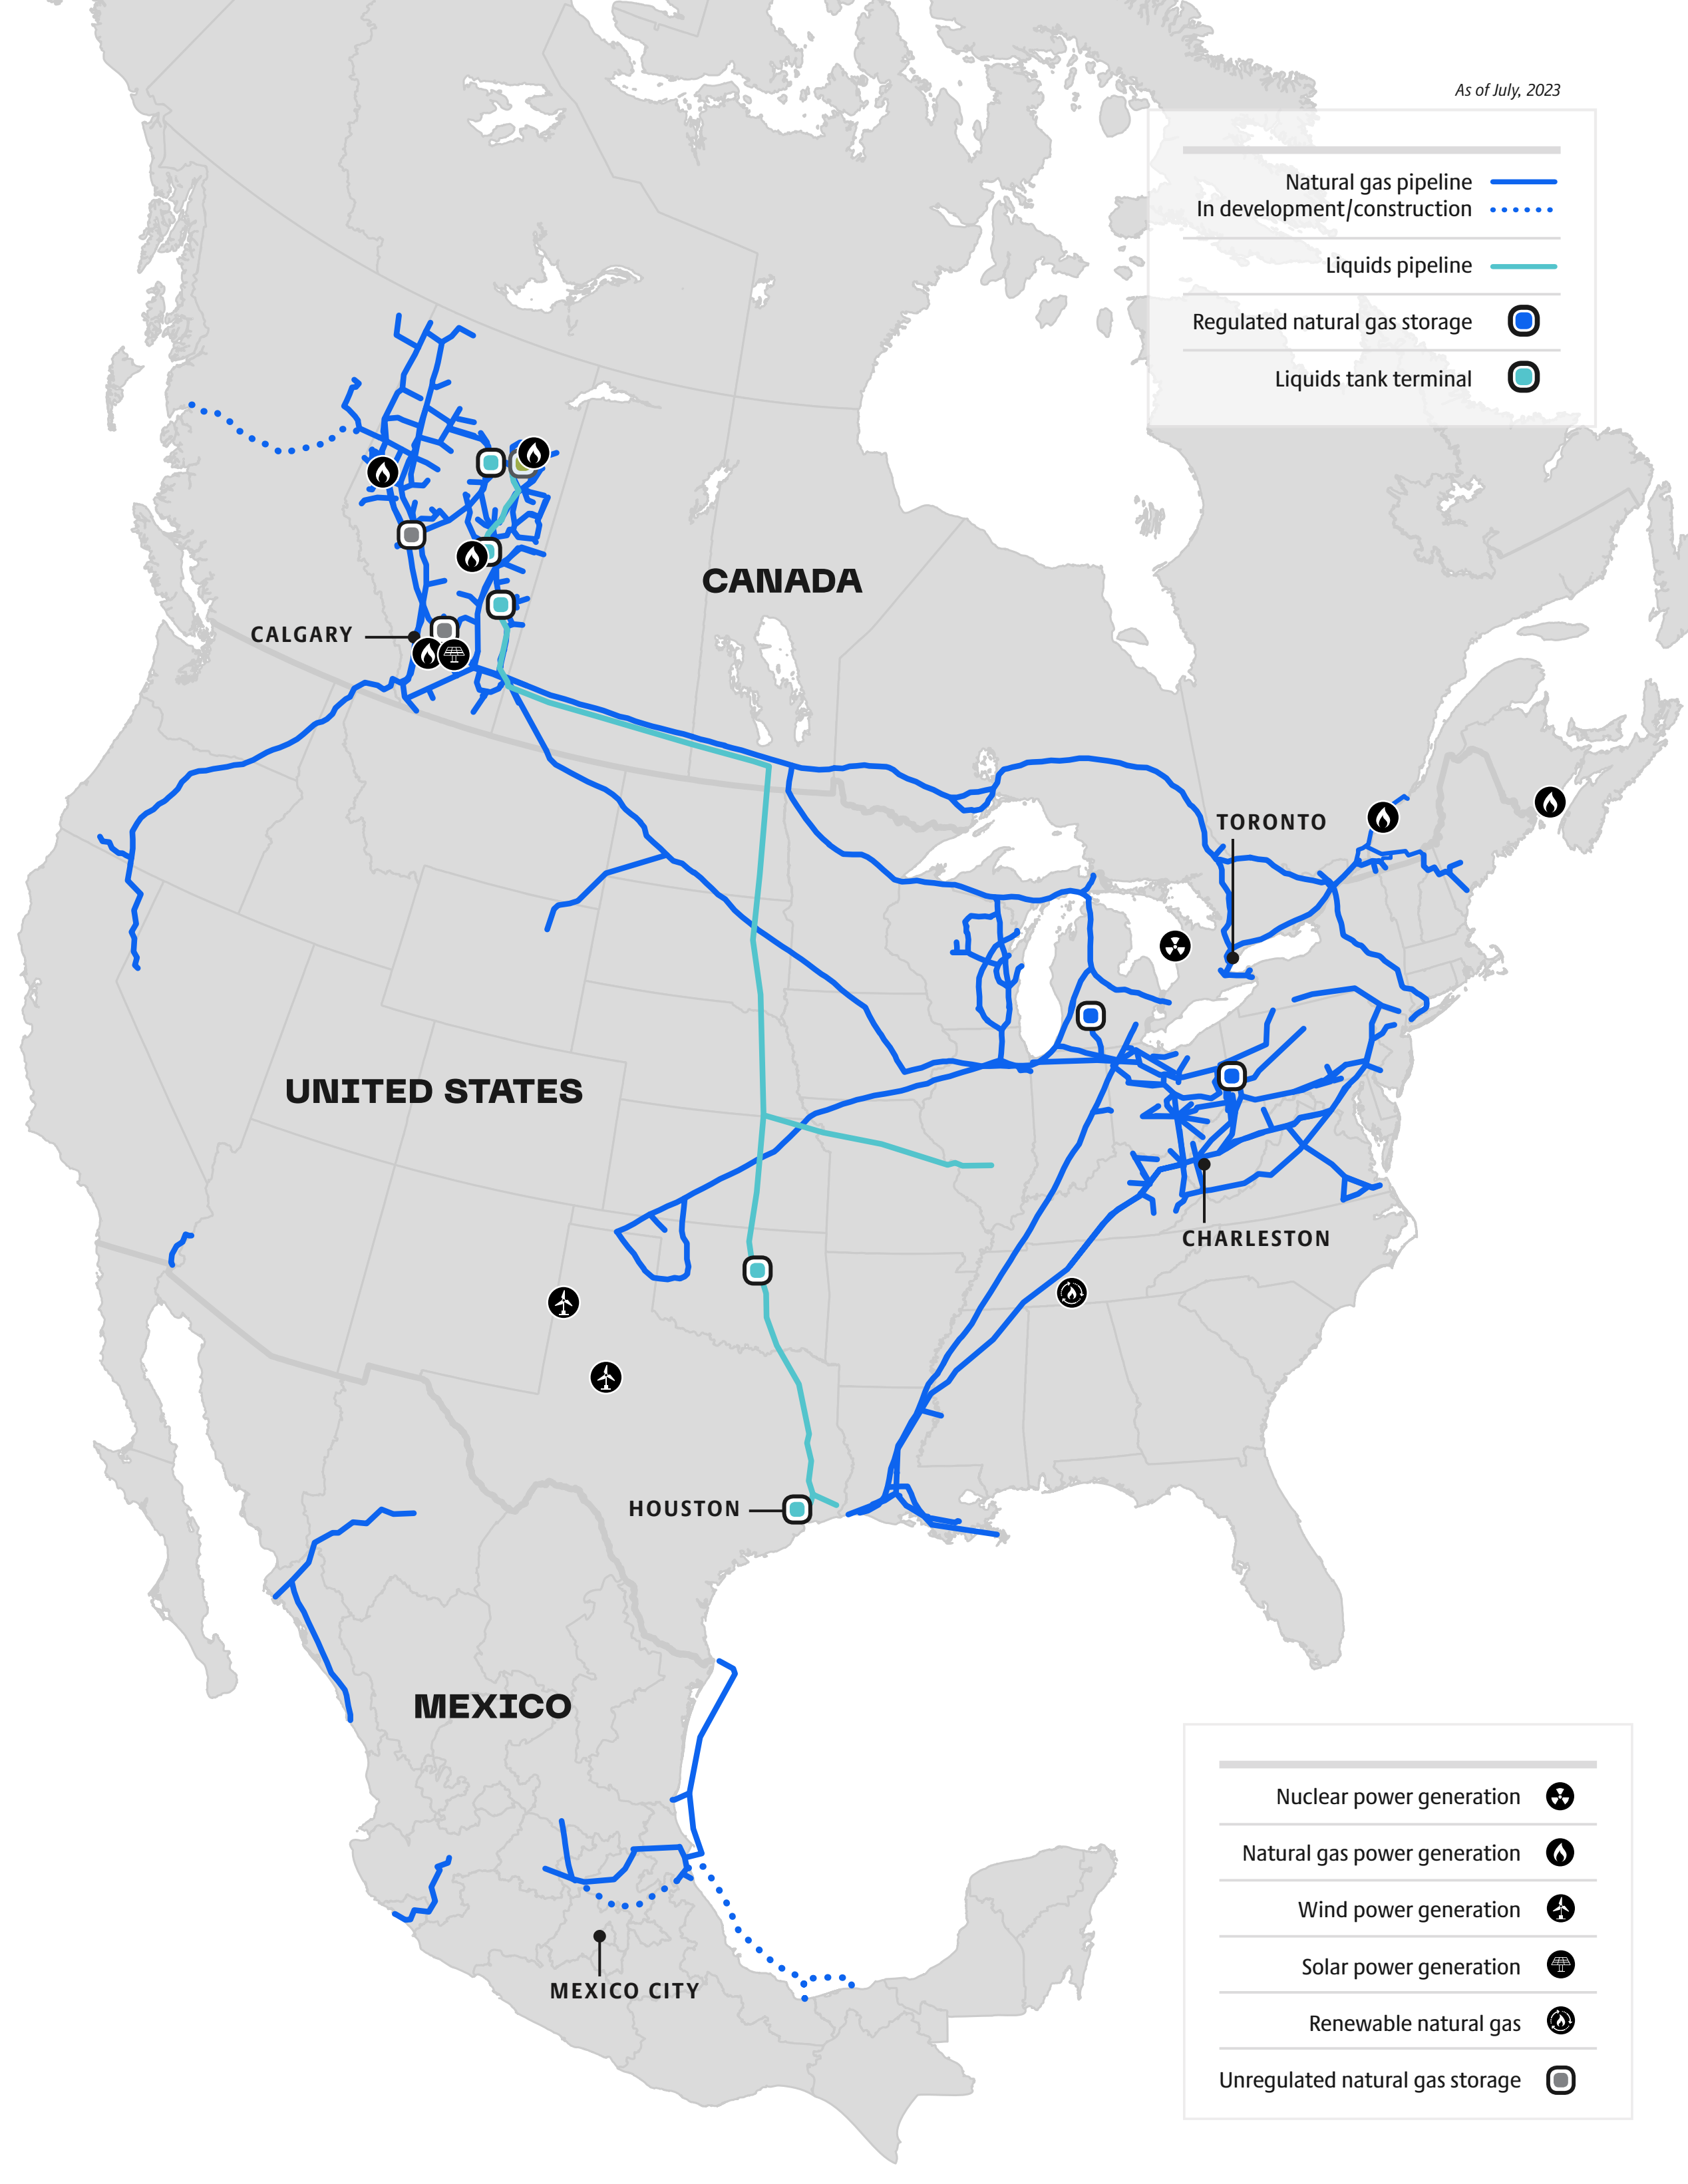 As of July, 2023
Natural gas pipeline
In development/construction
Liquids pipeline
Regulated natural gas storage
Liquids tank terminal
CANADA
CALGARY
TORONTO
UNITED STATES
CHARLESTON
HOUSTON
MEXICO
MEXICO CITY
Nuclear power generation
Natural gas power generation
Wind power generation
Solar power generation
Renewable natural gas
Unregulated natural gas storage